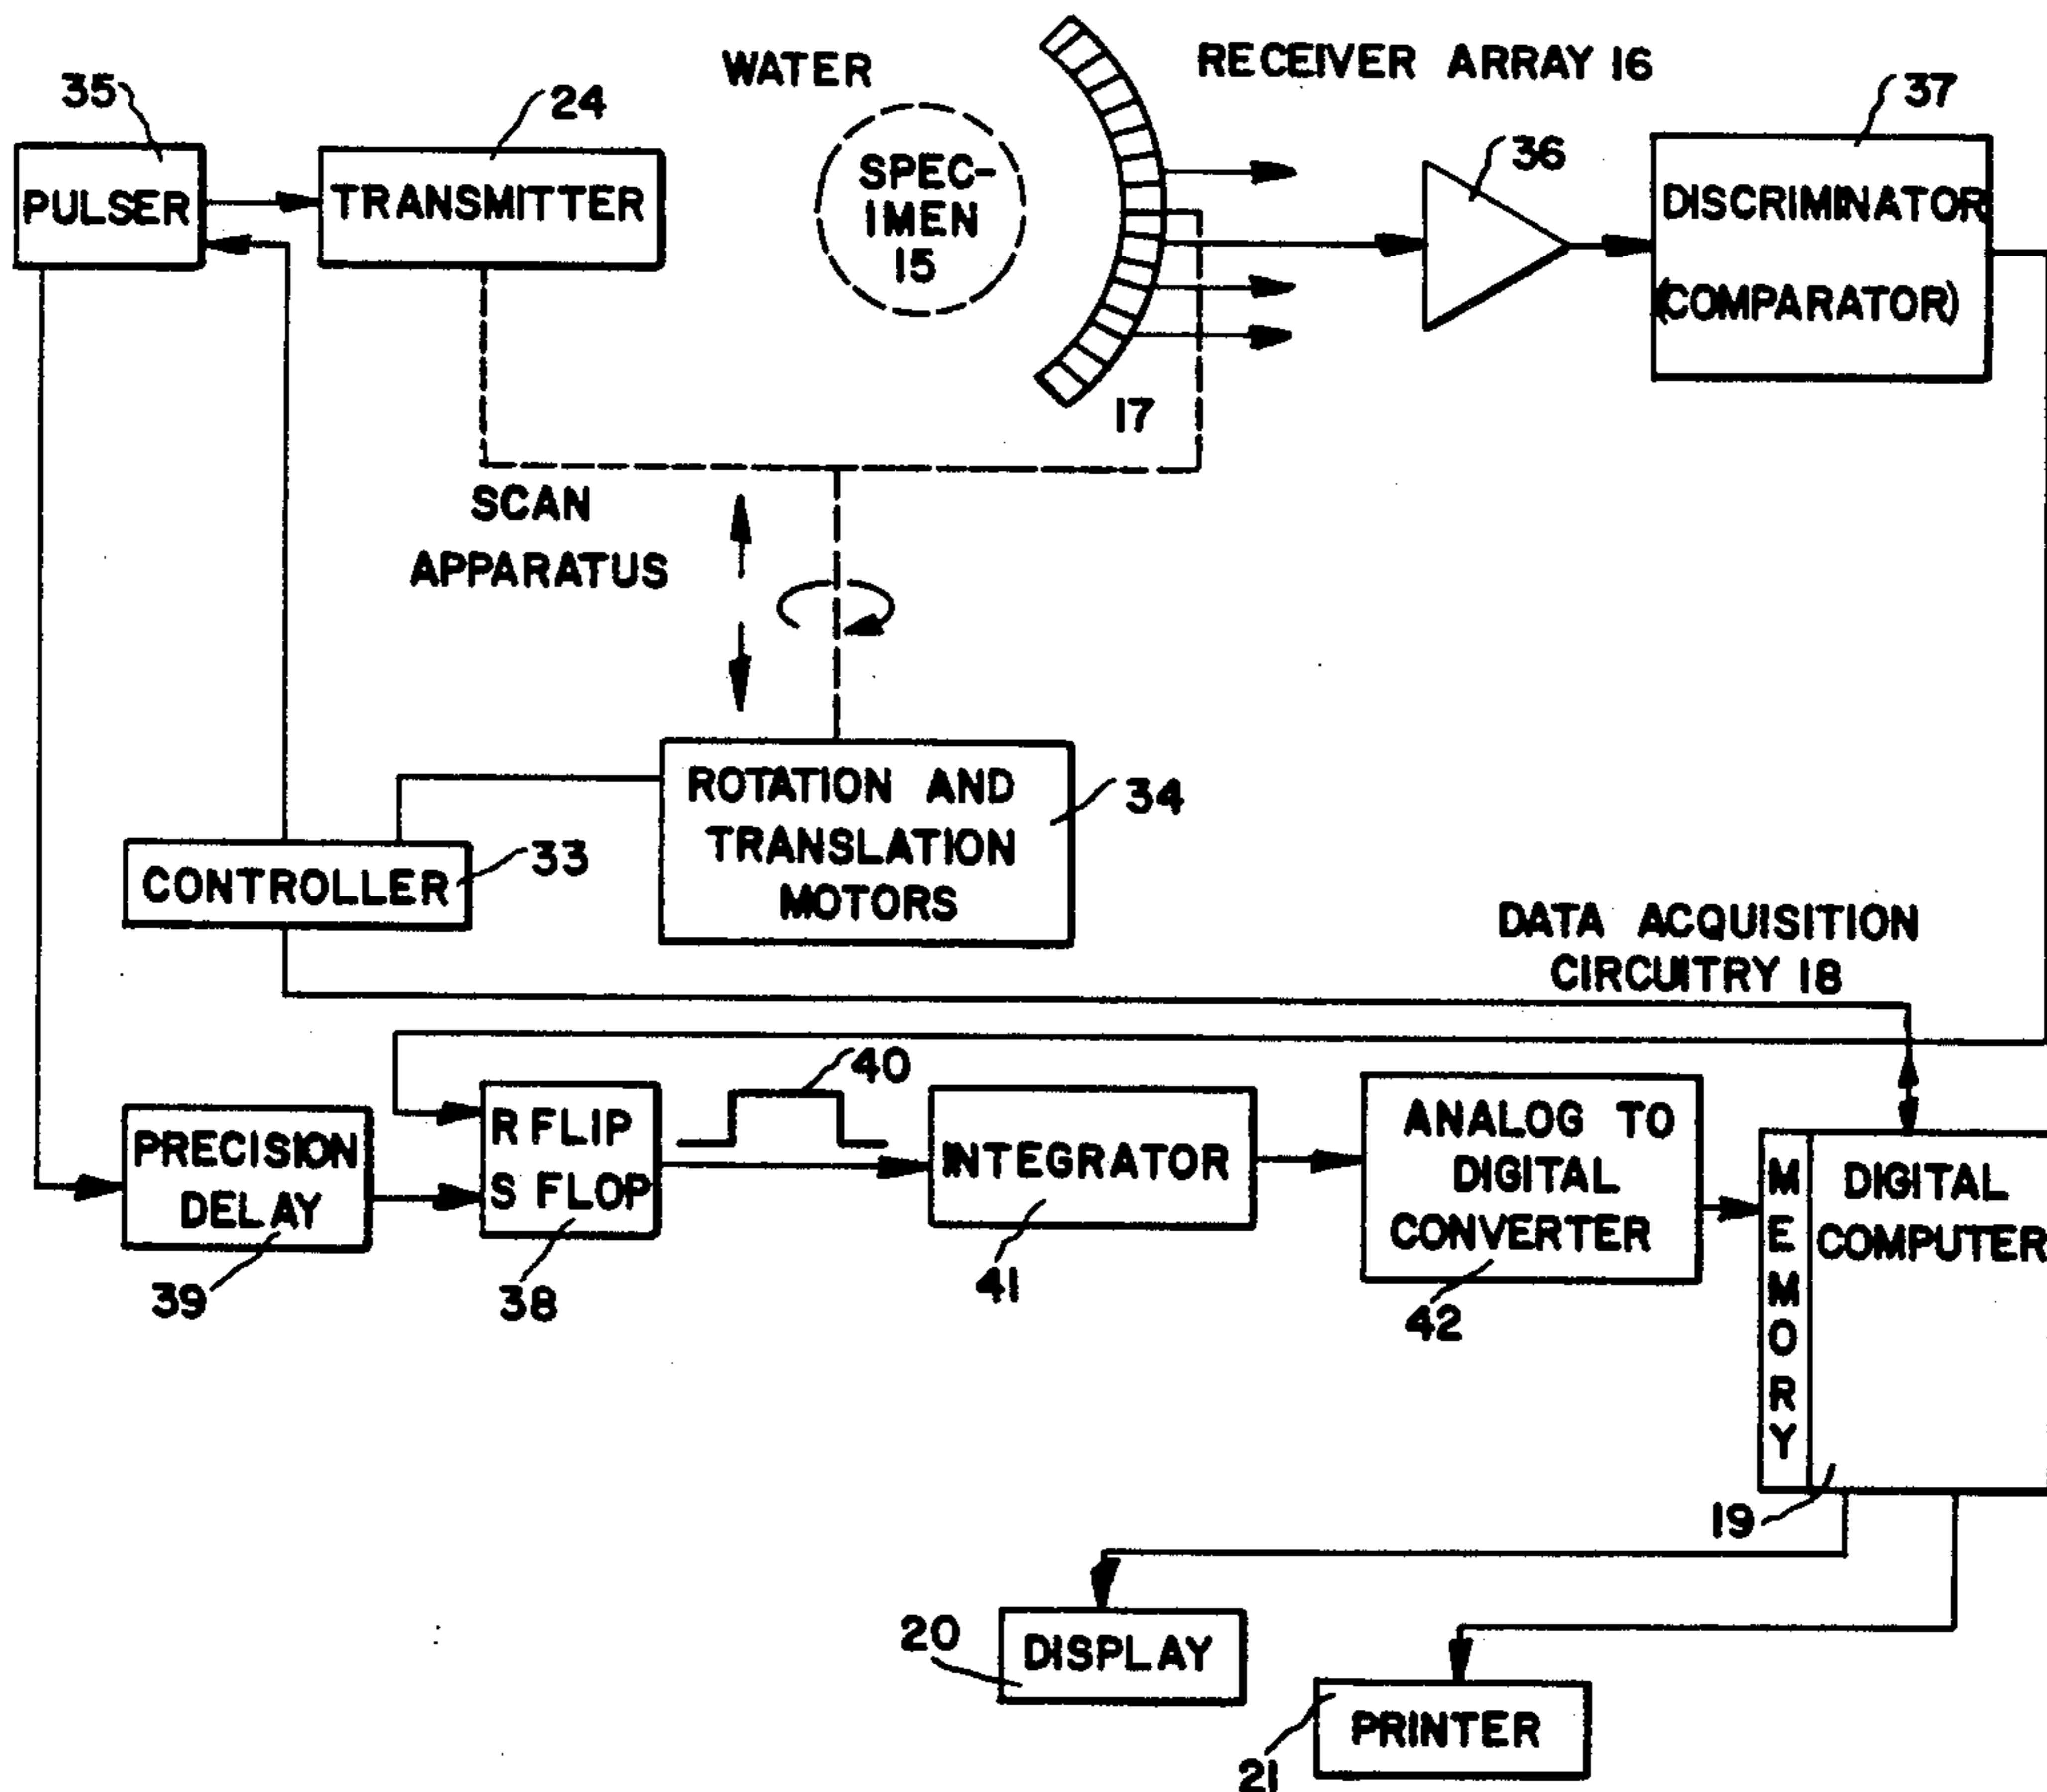 WATER
RECEIVER ARRAY 16
35
24
37
36
PULSER
TRANSMITTER
SPEC-
IMEN
15
DISCRIMINATOR
(COMPARATOR)
17
SCAN
APPARATUS
ROTATION AND
TRANSLATION
MOTORS
34
CONTROLLER
33
DATA ACQUISITION
CIRCUITRY 18
40
PRECISION
DELAY
R FLIP
S FLOP
INTEGRATOR
ANALOG TO
DIGITAL
CONVERTER
MEMORY
DIGITAL
COMPUTER
39
38
41
42
19
20
DISPLAY
PRINTER
21